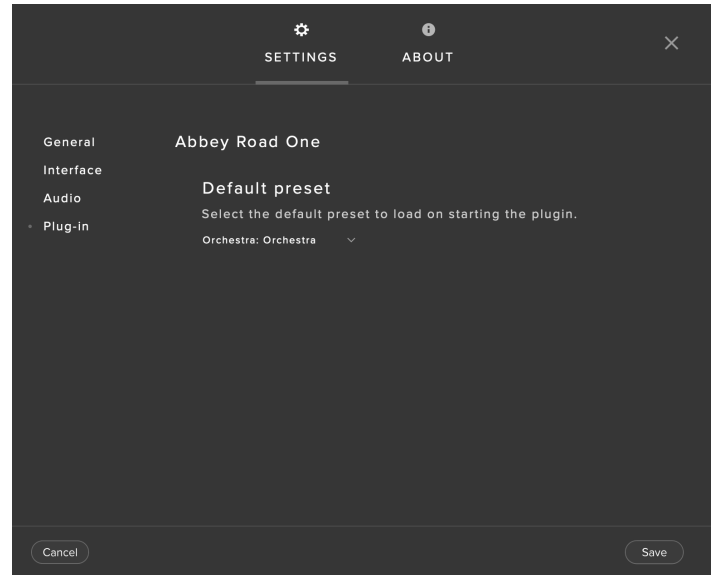 SETTINGS
ABOUT
General
Interface
Audio
Plug-in
Abbey Road One
Default preset
Select the default preset to load on starting the plugin.
Orchestra: Orchestra
Cancel
Save